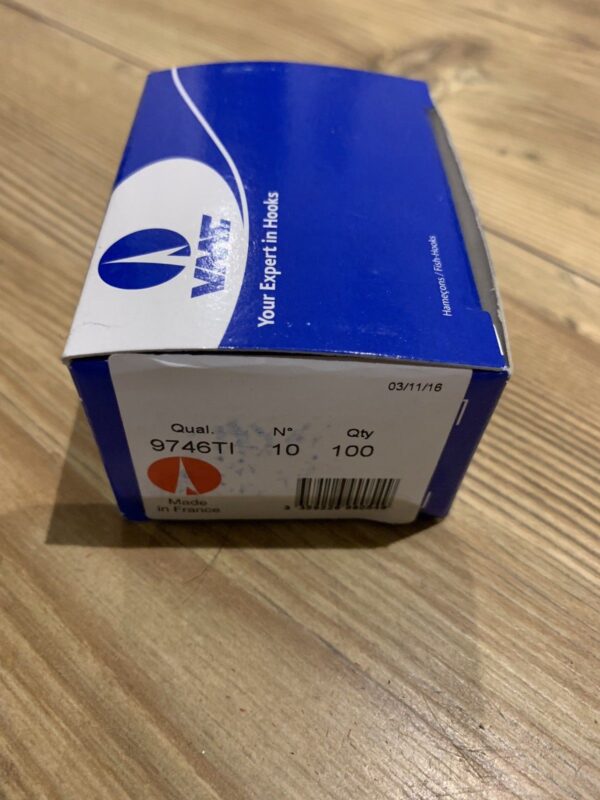 VMC
Your Expert in Hooks
Hameçons / Fish-Hooks
03/11/16
Qual. N° Qty
9746TI 10 100
Made
in France